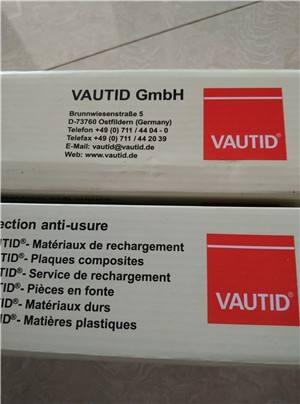 VAUTID GmbH
Brunnwiesenstraße 5
D-73760 Ostfildern (Germany)
Telefon +49 (0) 711 / 44 04 - 0
Telefax +49 (0) 711 / 44 20 39
E-Mail: vautid@vautid.de
Web: www.vautid.de
VAUTID®
ection anti-usure
UTID®- Matériaux de rechargement
TID®- Plaques composites
TID®- Service de rechargement
TID®- Pièces en fonte
TID®- Matériaux durs
TID®- Matières plastiques
VAUTID®